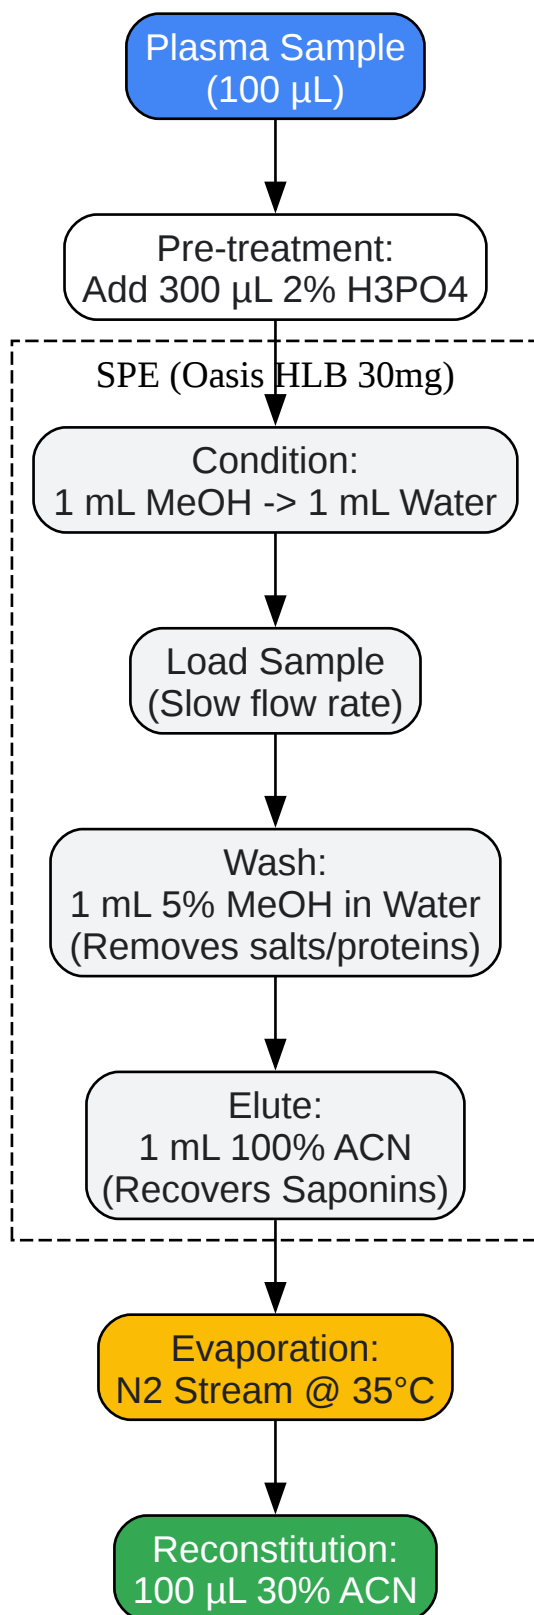 Plasma Sample
(100 µL)
Pre-treatment:
Add 300 µL 2% H3PO4
SPE (Oasis HLB 30mg)
Condition:
1 mL MeOH -> 1 mL Water
Load Sample
(Slow flow rate)
Wash:
1 mL 5% MeOH in Water
(Removes salts/proteins)
Elute:
1 mL 100% ACN
(Recovers Saponins)
Evaporation:
N2 Stream @ 35°C
Reconstitution:
100 µL 30% ACN